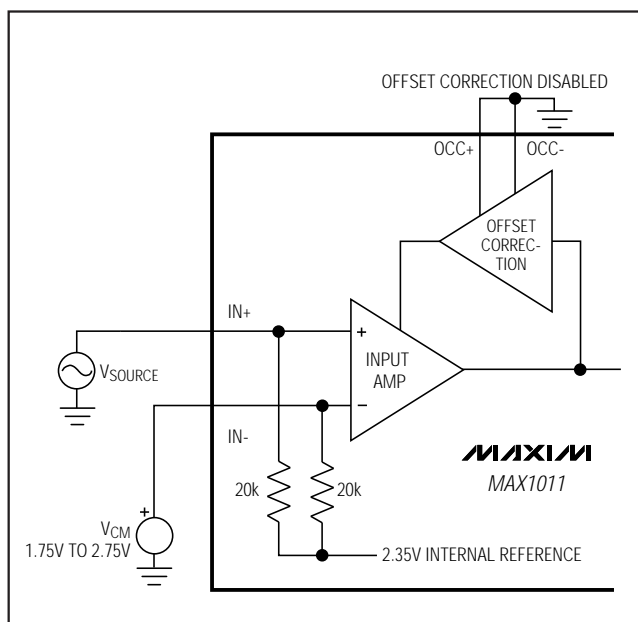 OFFSET CORRECTION DISABLED
OCC+
OCC-
OFFSET
CORREC-
TION
IN+
+
INPUT
AMP
VSOURCE
−
IN-
MAXIM
MAX1011
20k
20k
+
VCM
1.75V TO 2.75V
2.35V INTERNAL REFERENCE